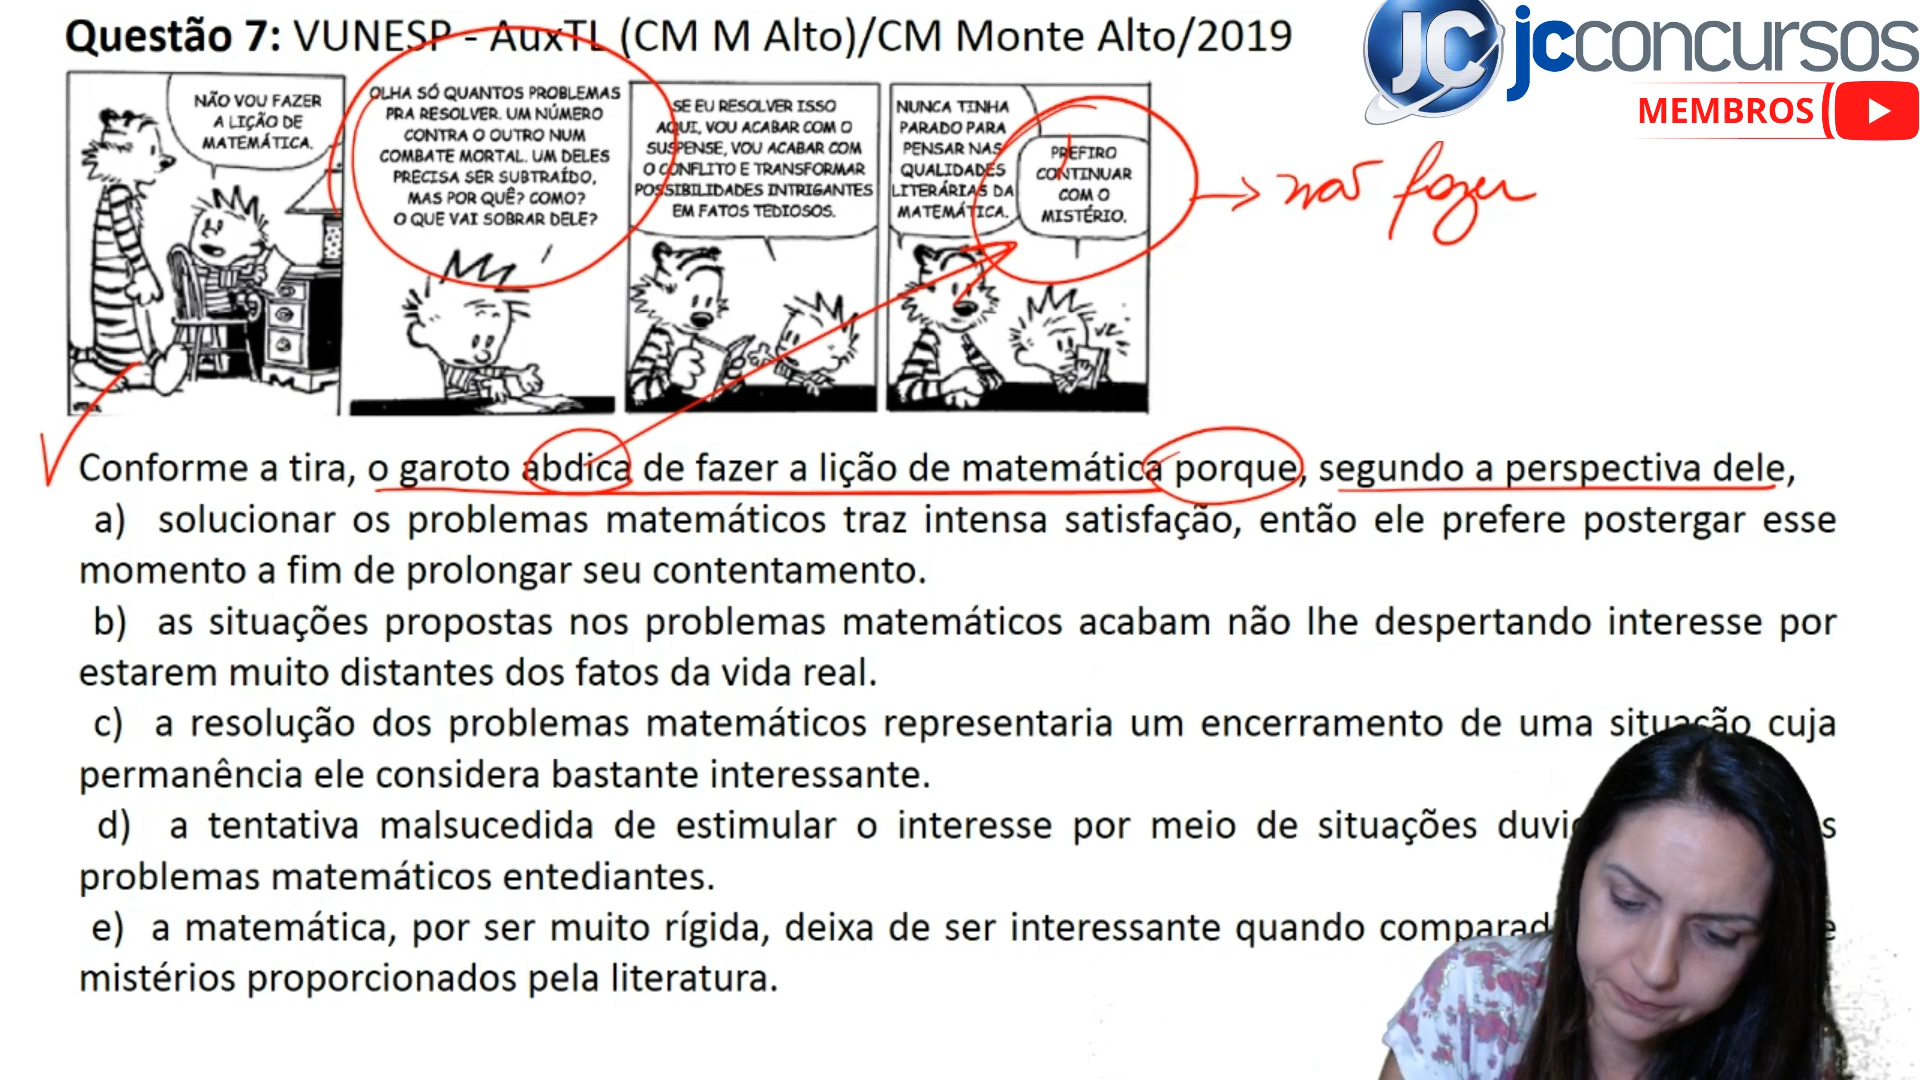 Questão 7: VUNESP - AuxTL (CM M Alto)/CM Monte Alto/2019
JC jcconcursos
MEMBROS
NÃO VOU FAZER
A LIÇÃO DE
MATEMÁTICA.
OLHA SÓ QUANTOS PROBLEMAS
PRA RESOLVER. UM NÚMERO
CONTRA O OUTRO NUM
COMBATE MORTAL. UM DELES
PRECISA SER SUBTRAÍDO,
MAS POR QUÊ? COMO?
O QUE VAI SOBRAR DELE?
SE EU RESOLVER ISSO
AQUI, VOU ACABAR COM O
SUSPENSE, VOU ACABAR COM
O CONFLITO E TRANSFORMAR
POSSIBILIDADES INTRIGANTES
EM FATOS TEDIOSOS.
NUNCA TINHA
PARADO PARA
PENSAR NAS
QUALIDADES
LITERÁRIAS DA
MATEMÁTICA.
PREFIRO
CONTINUAR
COM O
MISTÉRIO.
não fazer
Conforme a tira, o garoto abdica de fazer a lição de matemática porque, segundo a perspectiva dele,
a) solucionar os problemas matemáticos traz intensa satisfação, então ele prefere postergar esse
momento a fim de prolongar seu contentamento.
b) as situações propostas nos problemas matemáticos acabam não lhe despertando interesse por
estarem muito distantes dos fatos da vida real.
c) a resolução dos problemas matemáticos representaria um encerramento de uma situação cuja
permanência ele considera bastante interessante.
d) a tentativa malsucedida de estimular o interesse por meio de situações
problemas matemáticos entediantes.
e) a matemática, por ser muito rígida, deixa de ser interessante quando
mistérios proporcionados pela literatura.